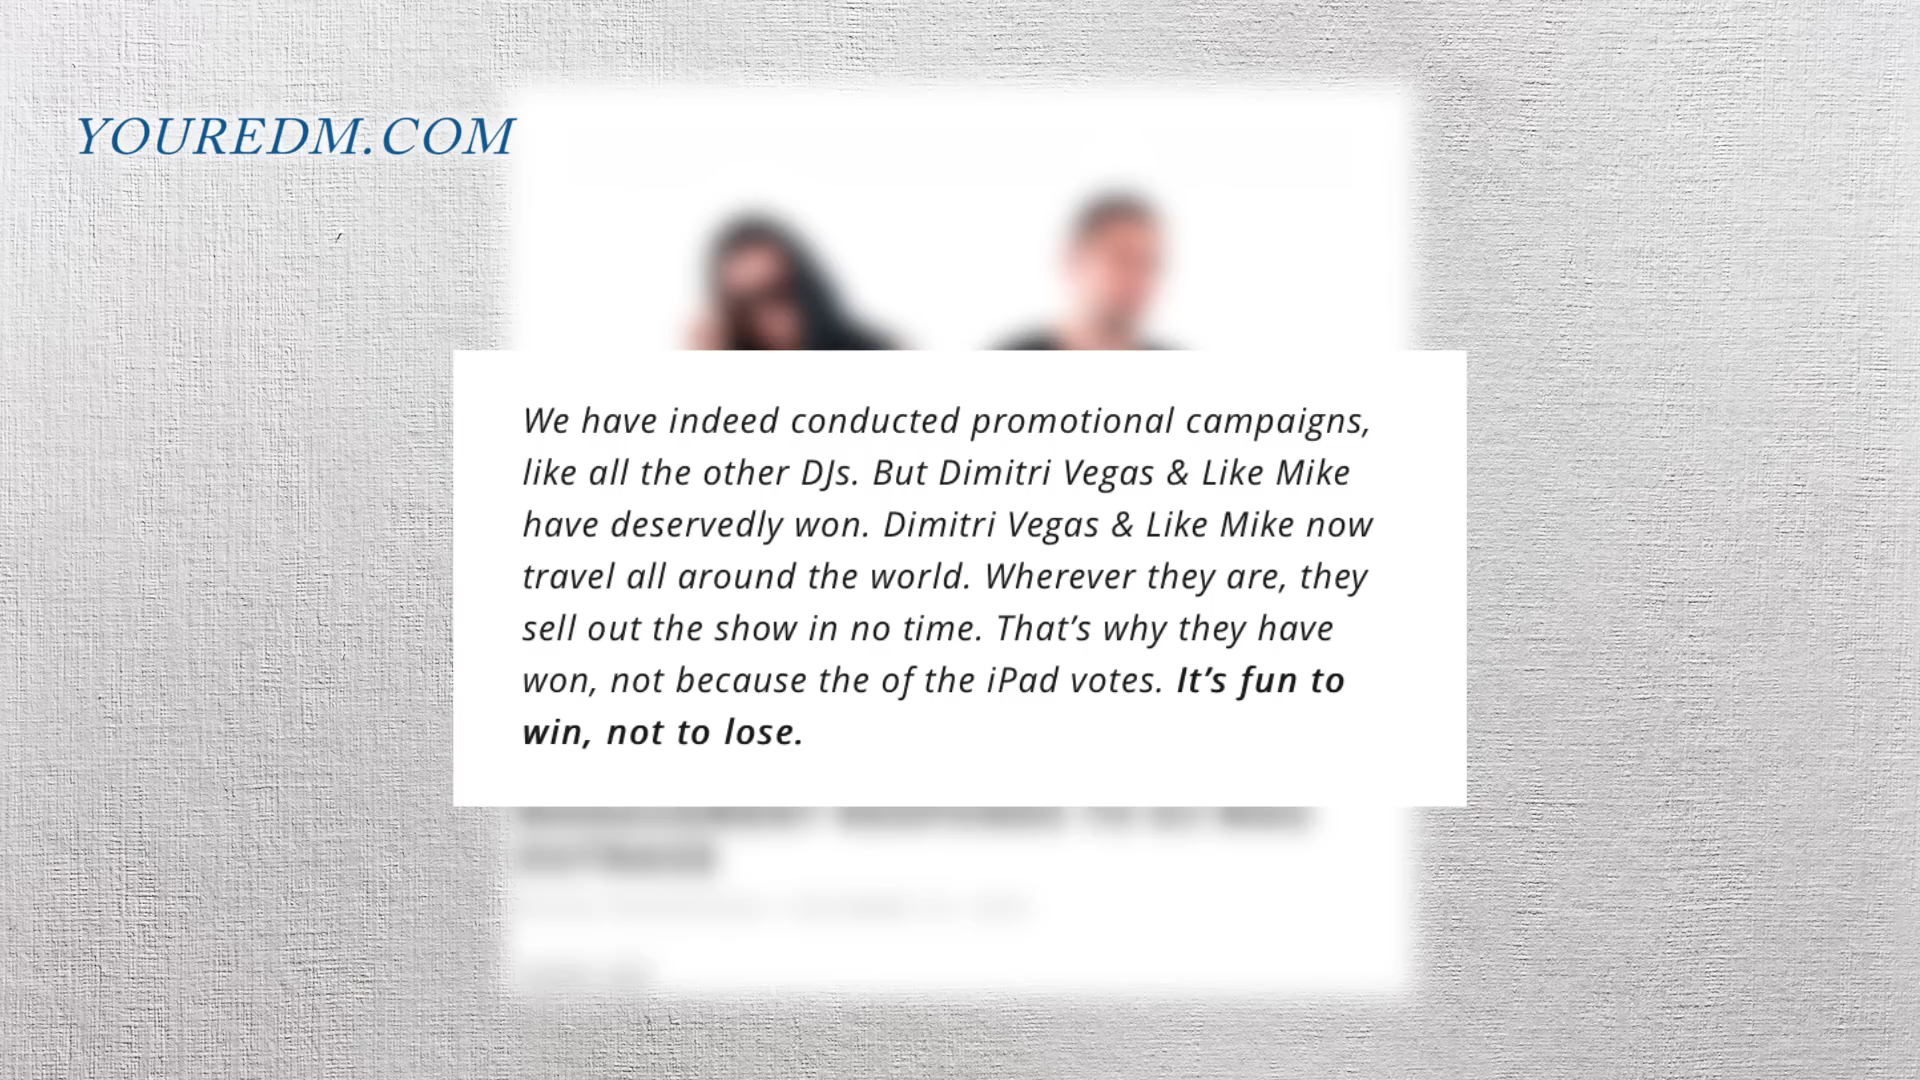 YOUREDM.COM
We have indeed conducted promotional campaigns,
like all the other DJs. But Dimitri Vegas & Like Mike
have deservedly won. Dimitri Vegas & Like Mike now
travel all around the world. Wherever they are, they
sell out the show in no time. That’s why they have
won, not because the of the iPad votes. It’s fun to
win, not to lose.